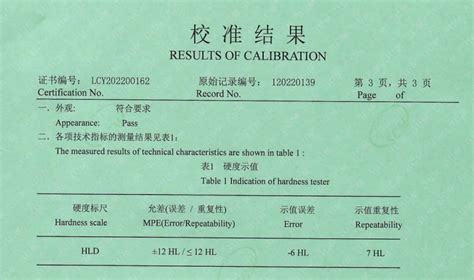 校准结果
RESULTS OF CALIBRATION
证书编号: LCY202200162 原始记录编号: 120220139 第 3 页，共 3 页
Certification No. Record No. Page of
一. 外观: 符合要求
Appearance: Pass
二. 各项技术指标的测量结果见表1:
The measured results of technical characteristics are shown in table 1 :
表1 硬度示值
Table 1 Indication of hardness tester
硬度标尺 允差(误差 / 重复性) 示值误差 示值重复性
Hardness scale MPE(Error/Repeatability) Error Repeatability
HLD ±12 HL / ≤ 12 HL -6 HL 7 HL